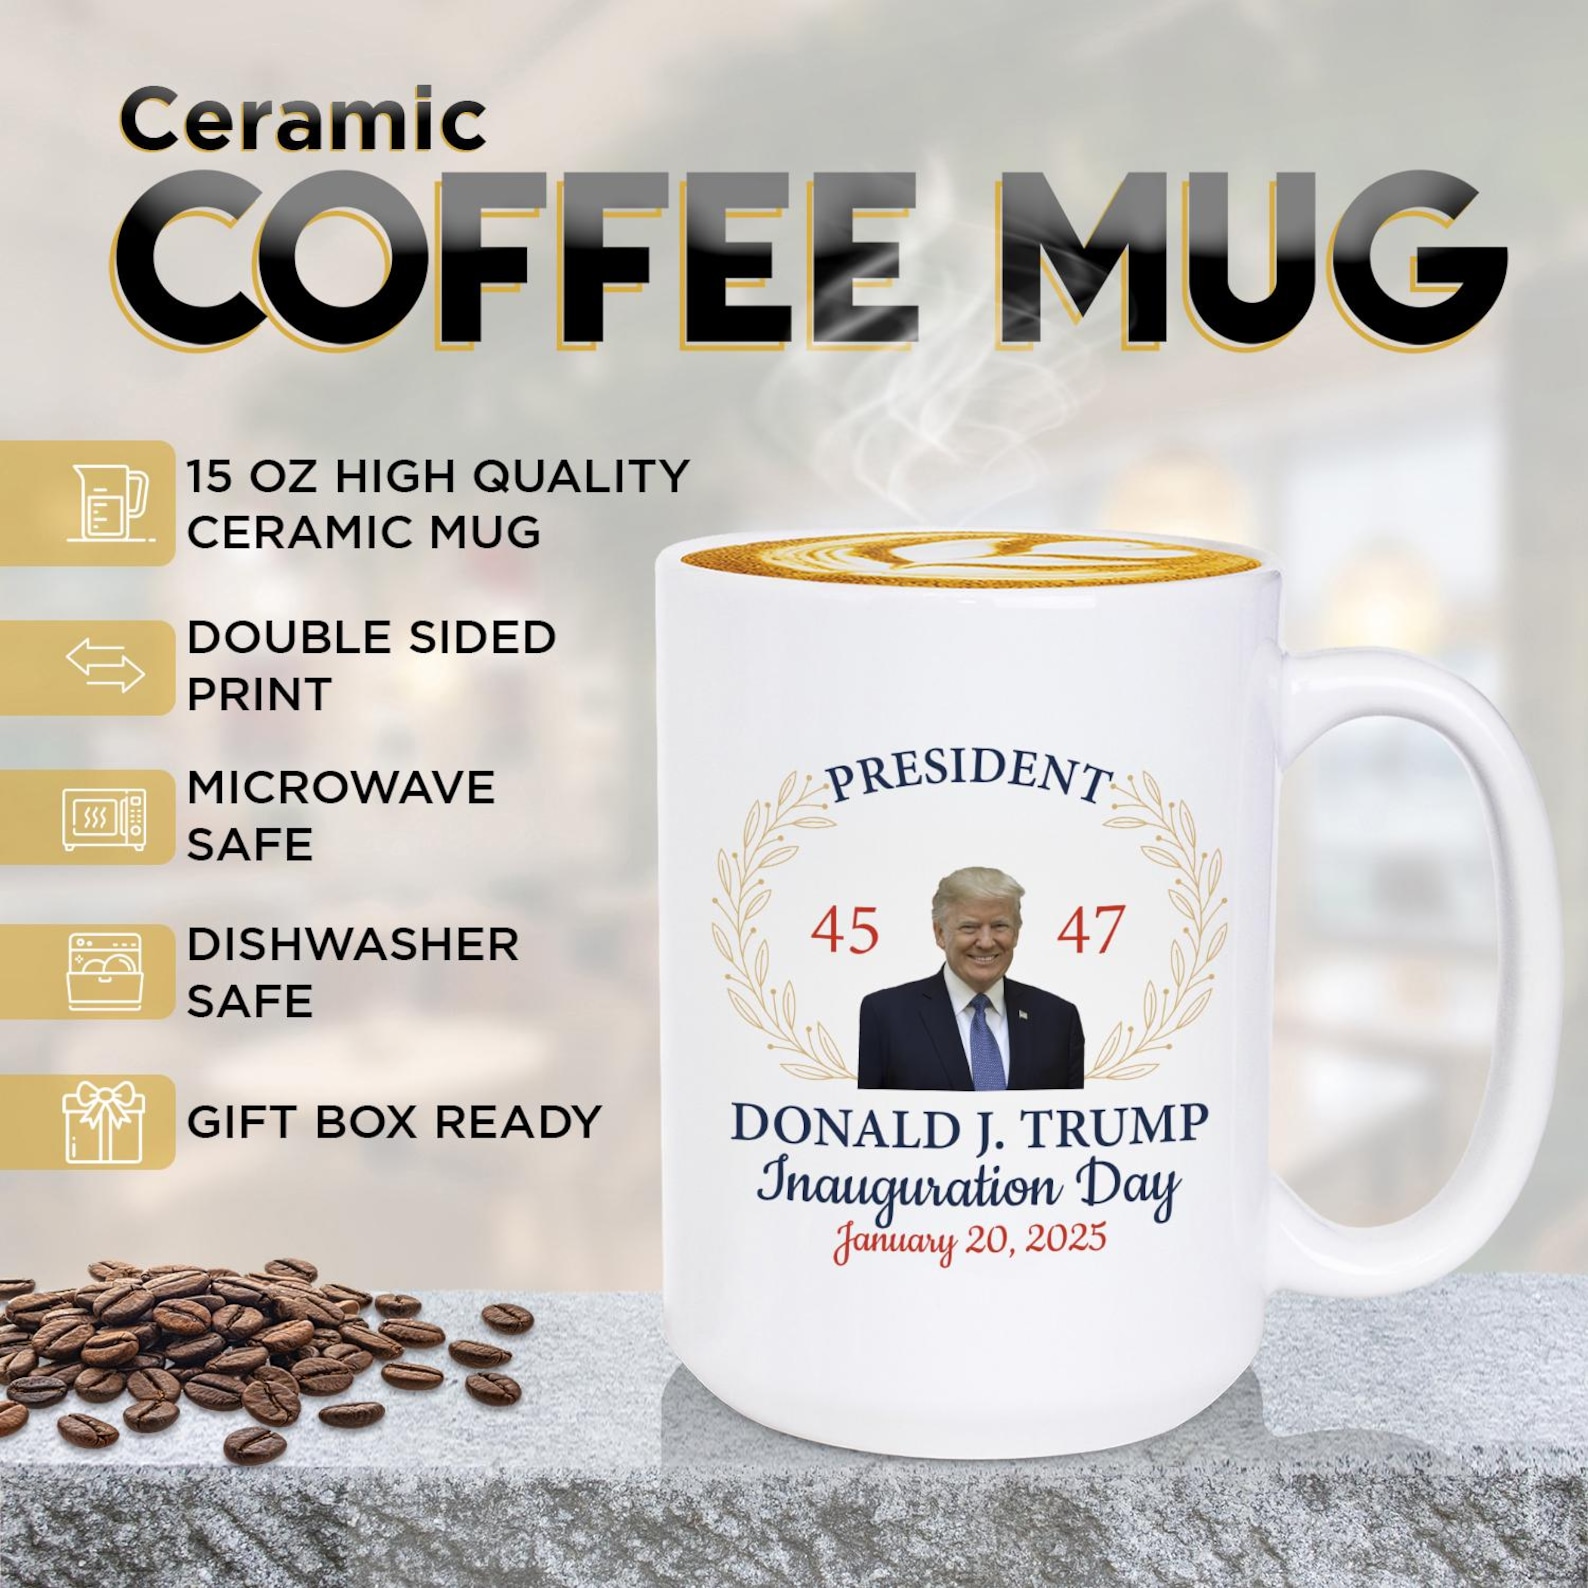 Ceramic
COFFEE MUG
15 OZ HIGH QUALITY
CERAMIC MUG
DOUBLE SIDED
PRINT
MICROWAVE
SAFE
DISHWASHER
SAFE
GIFT BOX READY
PRESIDENT
45 47
DONALD J. TRUMP
Inauguration Day
January 20, 2025